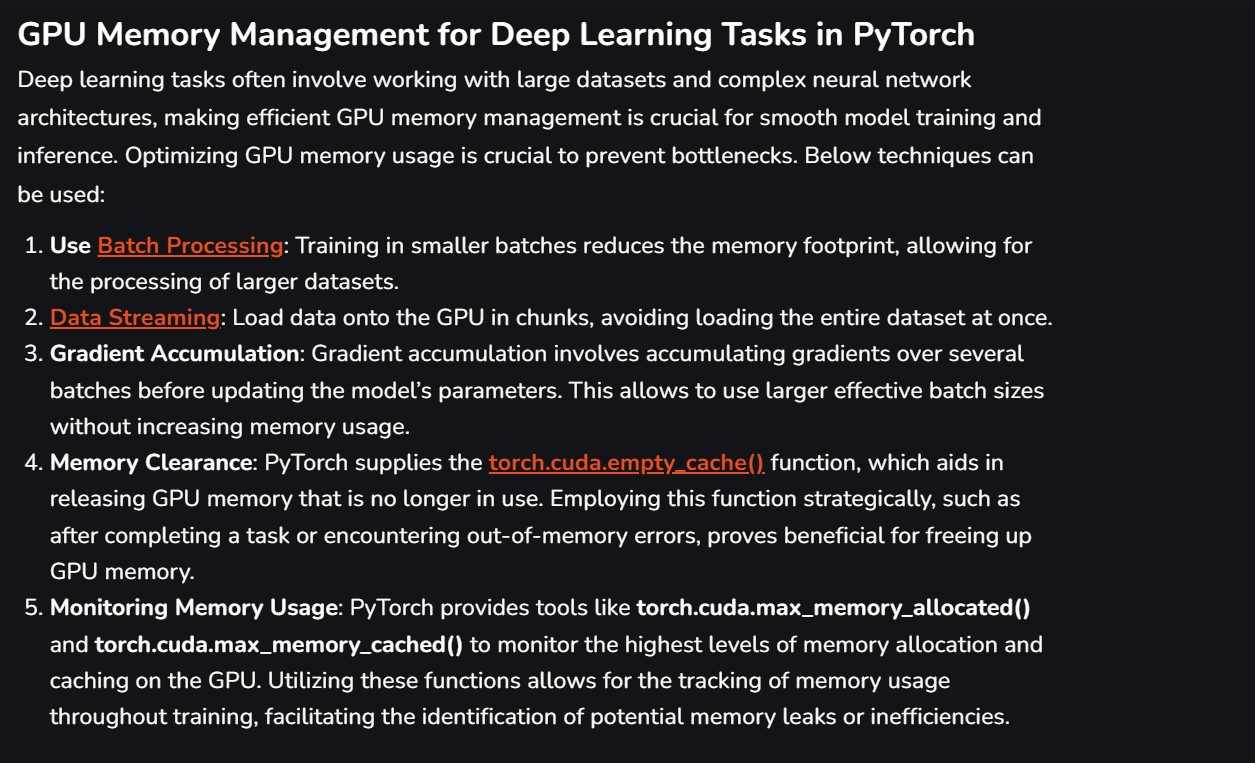 GPU Memory Management for Deep Learning Tasks in PyTorch
Deep learning tasks often involve working with large datasets and complex neural network
architectures, making efficient GPU memory management is crucial for smooth model training and
inference. Optimizing GPU memory usage is crucial to prevent bottlenecks. Below techniques can
be used:
1. Use Batch Processing: Training in smaller batches reduces the memory footprint, allowing for
the processing of larger datasets.
2. Data Streaming: Load data onto the GPU in chunks, avoiding loading the entire dataset at once.
3. Gradient Accumulation: Gradient accumulation involves accumulating gradients over several
batches before updating the model’s parameters. This allows to use larger effective batch sizes
without increasing memory usage.
4. Memory Clearance: PyTorch supplies the torch.cuda.empty_cache() function, which aids in
releasing GPU memory that is no longer in use. Employing this function strategically, such as
after completing a task or encountering out-of-memory errors, proves beneficial for freeing up
GPU memory.
5. Monitoring Memory Usage: PyTorch provides tools like torch.cuda.max_memory_allocated()
and torch.cuda.max_memory_cached() to monitor the highest levels of memory allocation and
caching on the GPU. Utilizing these functions allows for the tracking of memory usage
throughout training, facilitating the identification of potential memory leaks or inefficiencies.